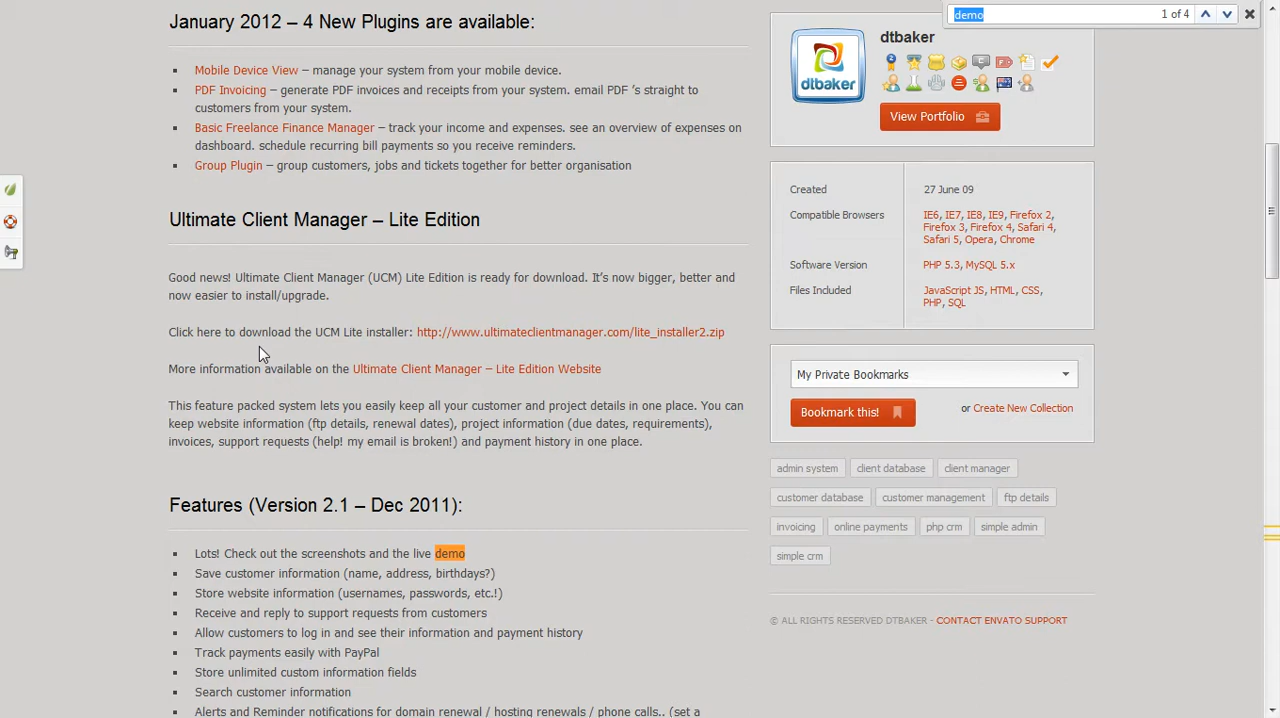 demo
1 of 4
January 2012 – 4 New Plugins are available:
Mobile Device View – manage your system from your mobile device.
PDF Invoicing – generate PDF invoices and receipts from your system. email PDF 's straight to
customers from your system.
Basic Freelance Finance Manager – track your income and expenses. see an overview of expenses on
dashboard. schedule recurring bill payments so you receive reminders.
Group Plugin – group customers, jobs and tickets together for better organisation
Ultimate Client Manager – Lite Edition
Good news! Ultimate Client Manager (UCM) Lite Edition is ready for download. It's now bigger, better and
now easier to install/upgrade.
Click here to download the UCM Lite installer: http://www.ultimateclientmanager.com/lite_installer2.zip
More information available on the Ultimate Client Manager – Lite Edition Website
This feature packed system lets you easily keep all your customer and project details in one place. You can
keep website information (ftp details, renewal dates), project information (due dates, requirements),
invoices, support requests (help! my email is broken!) and payment history in one place.
Features (Version 2.1 – Dec 2011):
Lots! Check out the screenshots and the live demo
Save customer information (name, address, birthdays?)
Store website information (usernames, passwords, etc.!)
Receive and reply to support requests from customers
Allow customers to log in and see their information and payment history
Track payments easily with PayPal
Store unlimited custom information fields
Search customer information
Alerts and Reminder notifications for domain renewal / hosting renewals / phone calls.. (set a
dtbaker
dtbaker
View Portfolio
Created
27 June 09
Compatible Browsers
IE6, IE7, IE8, IE9, Firefox 2,
Firefox 3, Firefox 4, Safari 4,
Safari 5, Opera, Chrome
Software Version
PHP 5.3, MySQL 5.x
Files Included
JavaScript JS, HTML, CSS,
PHP, SQL
My Private Bookmarks
Bookmark this!
or Create New Collection
admin system
client database
client manager
customer database
customer management
ftp details
invoicing
online payments
php crm
simple admin
simple crm
© ALL RIGHTS RESERVED DTBAKER - CONTACT ENVATO SUPPORT